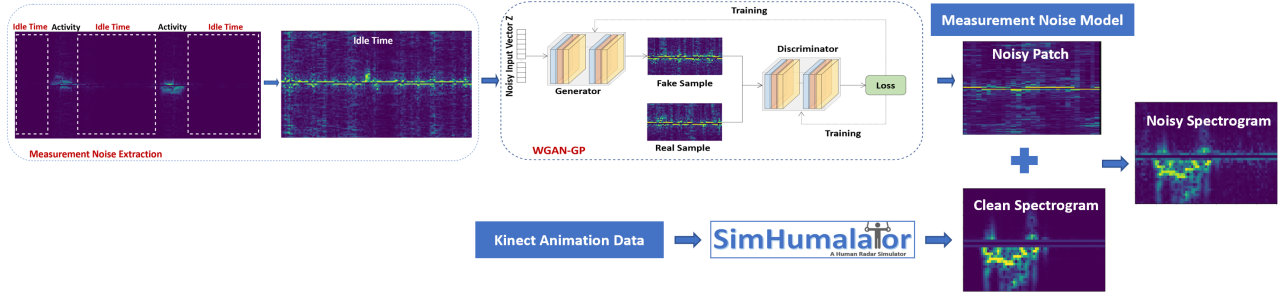 Idle Time Activity Idle Time Activity Idle Time
Measurement Noise Extraction
Idle Time
Noisy Input Vector Z
Training
Generator
Fake Sample
Real Sample
Discriminator
Loss
Training
WGAN-GP
Measurement Noise Model
Noisy Patch
Noisy Spectrogram
Clean Spectrogram
Kinect Animation Data
SimHumalator
A Human Radar Simulator